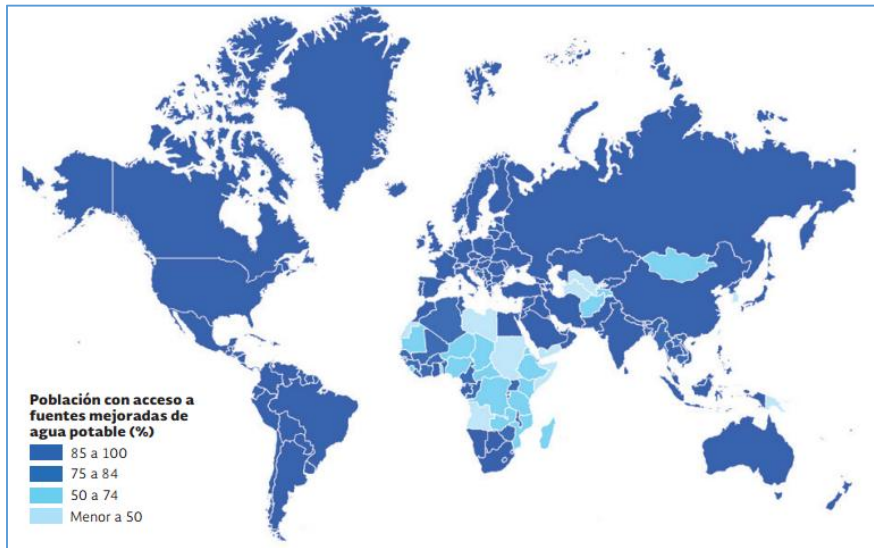 Población con acceso a
fuentes mejoradas de
agua potable (%)
85 a 100
75 a 84
50 a 74
Menor a 50